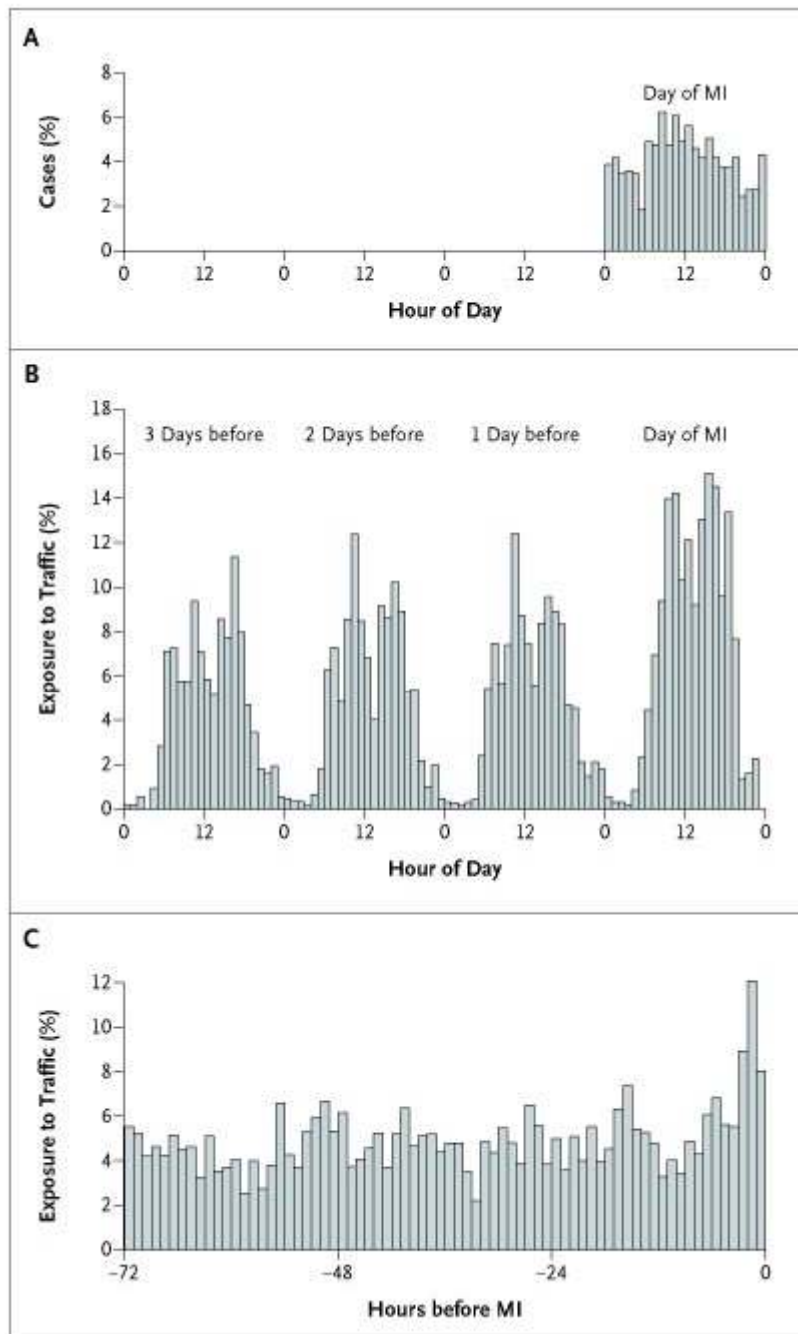 A
8
6
4
2
0
Cases (%)
Day of MI
0 12 0 12 0 12 0 12 0
Hour of Day
B
18
16
14
12
10
8
6
4
2
0
Exposure to Traffic (%)
3 Days before 2 Days before 1 Day before Day of MI
0 12 0 12 0 12 0 12 0
Hour of Day
C
12
10
8
6
4
2
0
Exposure to Traffic (%)
−72 −48 −24 0
Hours before MI